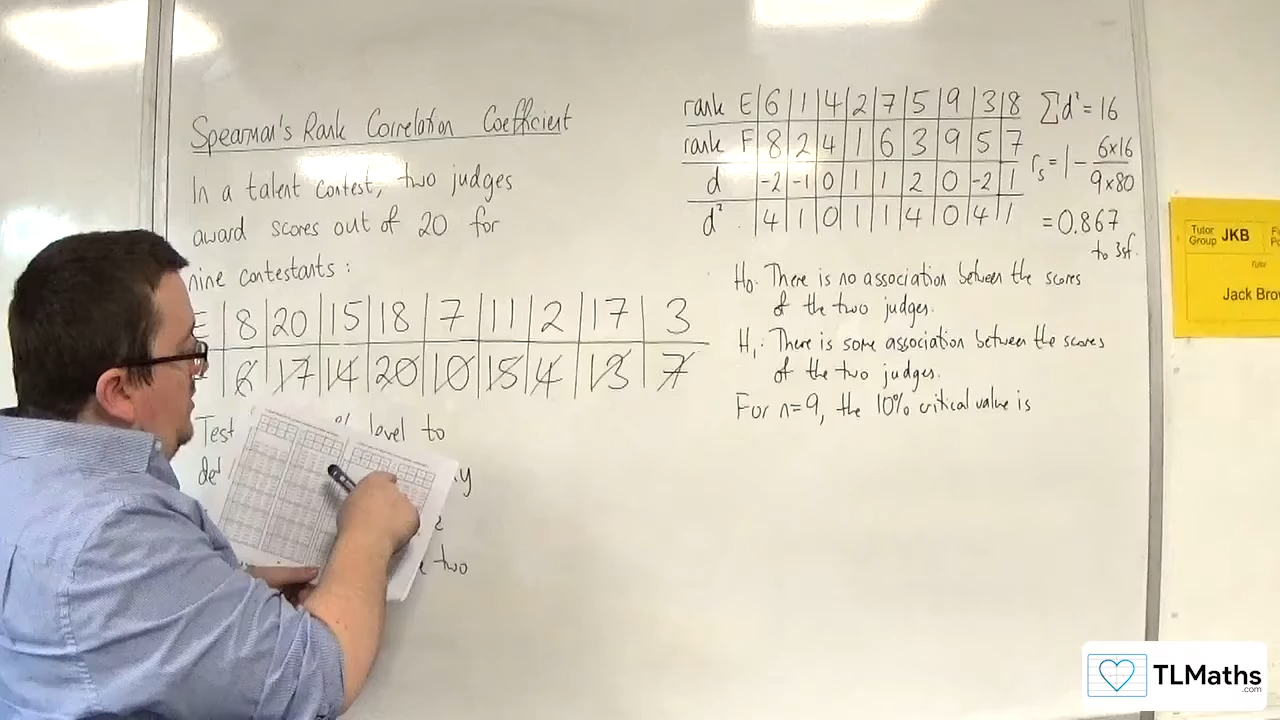 Spearman's Rank Correlation Coefficient
In a talent contest, two judges
award scores out of 20 for
nine contestants:
E 8 20 15 18 7 11 2 17 3
17 14 20 10 15 4 13 7
Test % level to
two
rank E 6 1 4 2 7 5 9 3 8
rank F 8 2 4 1 6 3 9 5 7
d -2 -1 0 1 1 2 0 -2 1
d² 4 1 0 1 1 4 0 4 1
∑d² = 16
r_s = 1 - 6×16 / 9×80
= 0.867
to 3sf.
H₀: There is no association between the scores
of the two judges.
H₁: There is some association between the scores
of the two judges.
For n=9, the 10% critical value is
Tutor Group JKB
Tutor
Jack Brow
TLMaths
.com